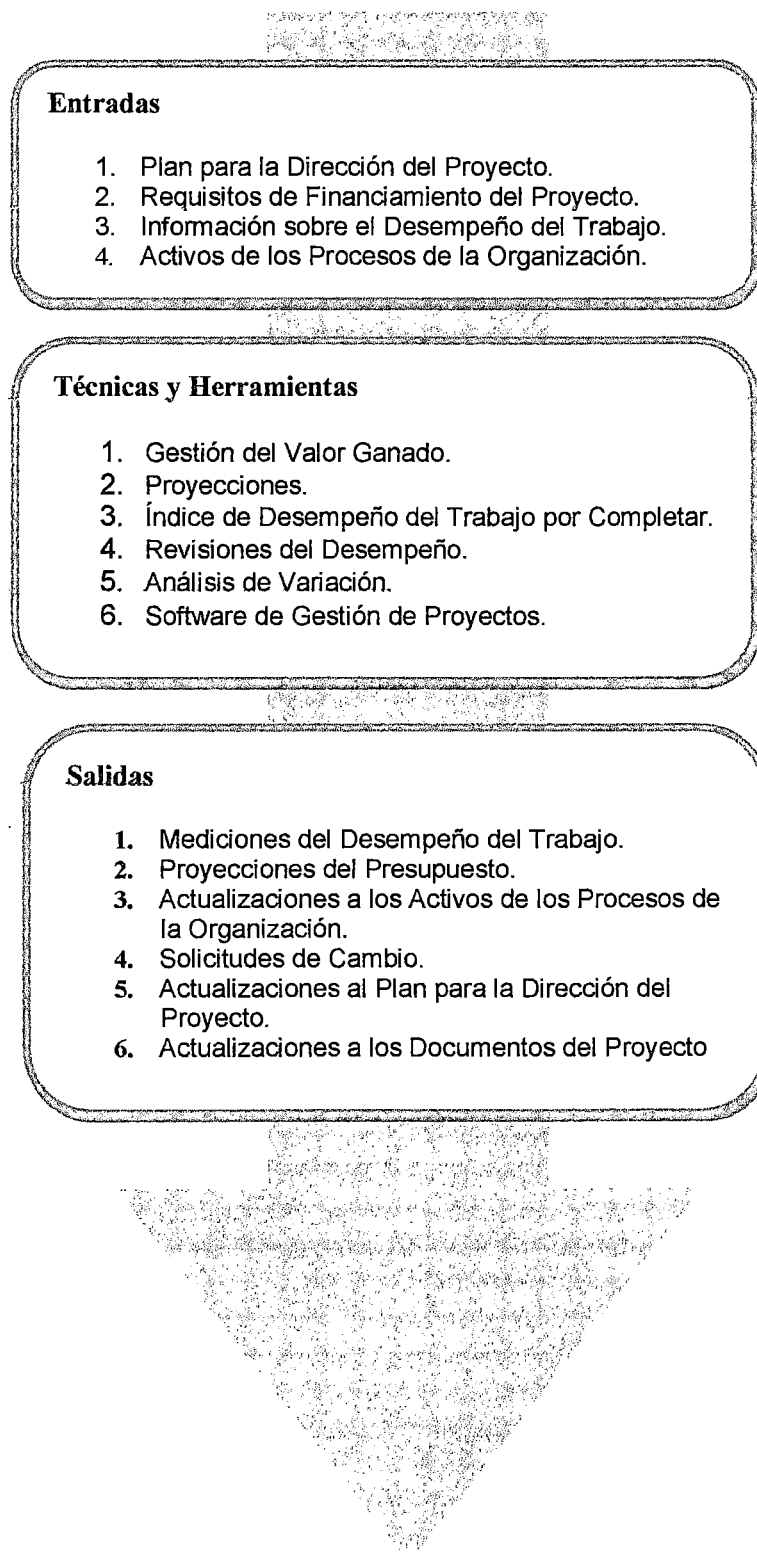 Entradas
1. Plan para la Dirección del Proyecto.
2. Requisitos de Financiamiento del Proyecto.
3. Información sobre el Desempeño del Trabajo.
4. Activos de los Procesos de la Organización.
Técnicas y Herramientas
1. Gestión del Valor Ganado.
2. Proyecciones.
3. Índice de Desempeño del Trabajo por Completar.
4. Revisiones del Desempeño.
5. Análisis de Variación.
6. Software de Gestión de Proyectos.
Salidas
1. Mediciones del Desempeño del Trabajo.
2. Proyecciones del Presupuesto.
3. Actualizaciones a los Activos de los Procesos de
la Organización.
4. Solicitudes de Cambio.
5. Actualizaciones al Plan para la Dirección del
Proyecto.
6. Actualizaciones a los Documentos del Proyecto